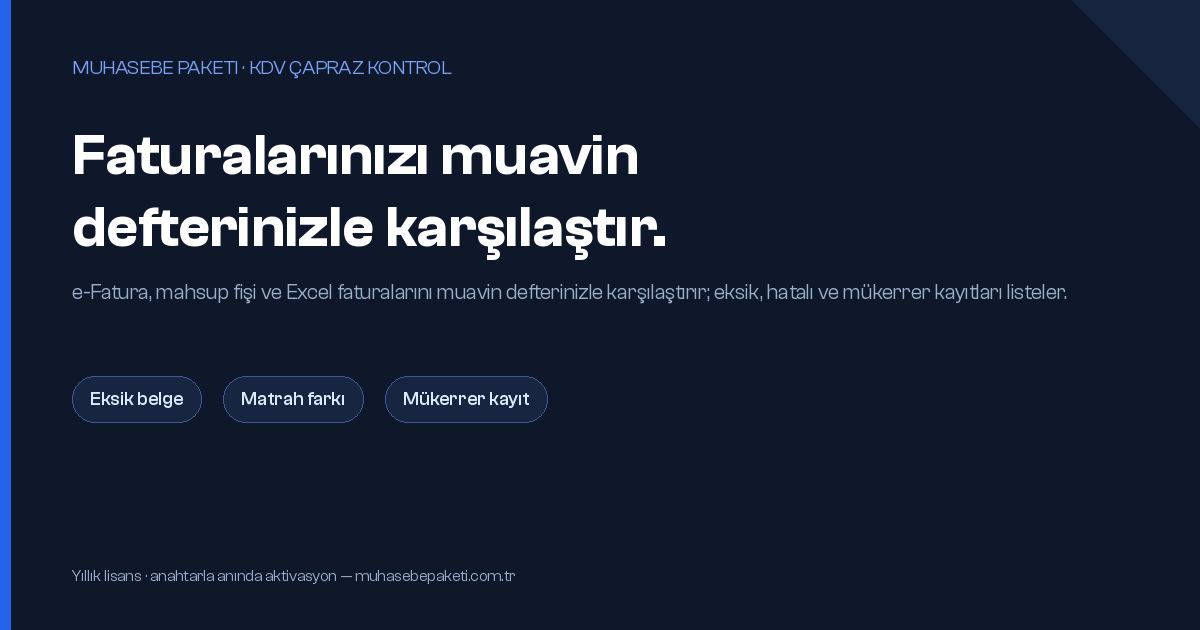 MUHASEBE PAKETİ · KDV ÇAPRAZ KONTROL
Faturalarınızı muavin
defterinizle karşılaştır.
e-Fatura, mahsup fişi ve Excel faturalarını muavin defterinizle karşılaştırır; eksik, hatalı ve mükerrer kayıtları listeler.
Eksik belge
Matrah farkı
Mükerrer kayıt
Yıllık lisans · anahtarla anında aktivasyon — muhasebepaketi.com.tr